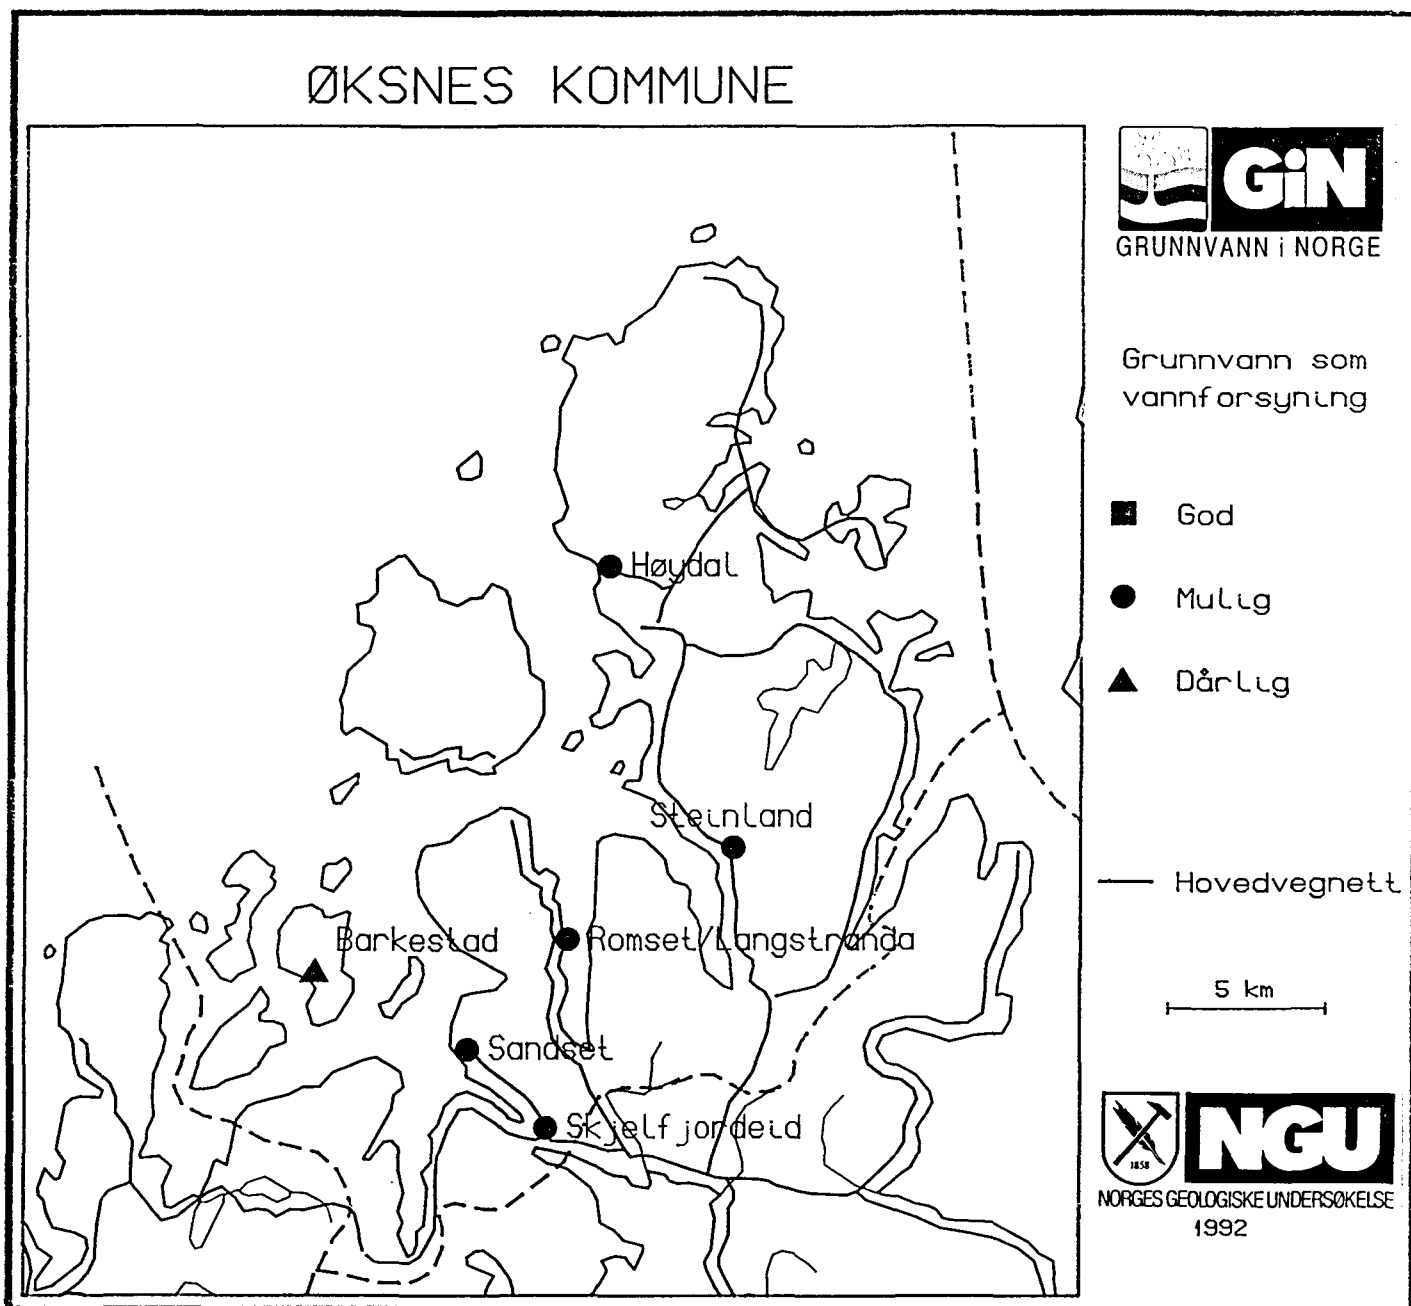 ØKSNES KOMMUNE
GiN
GRUNNVANN i NORGE
Grunnvann som
vannforsyning
God
Mulig
Dårlig
Hovedvegnett
5 km
Høydal
Steinland
Barkestad
Romset/Langstranda
Sandset
Skjelfjordeid
1858
NGU
NORGES GEOLOGISKE UNDERSØKELSE
1992